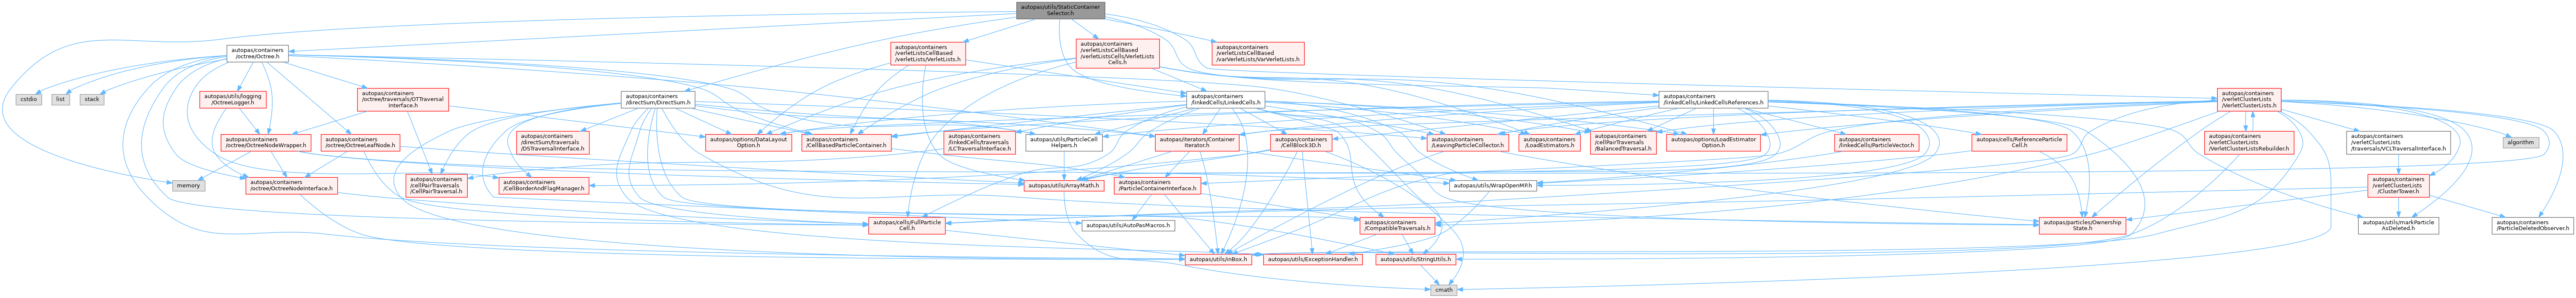 autopas/utils/StaticContainer
Selector.h
autopas/containers
/octree/Octree.h
autopas/containers
/verletListsCellBased
/verletLists/VerletLists.h
autopas/containers
/verletListsCellBased
/verletListsCells/VerletLists
Cells.h
autopas/containers
/verletListsCellBased
/varVerletLists/VarVerletLists.h
cstdio
list
stack
autopas/utils/logging
/OctreeLogger.h
autopas/containers
/octree/traversals/OTTraversal
Interface.h
autopas/containers
/directSum/DirectSum.h
autopas/containers
/linkedCells/LinkedCells.h
autopas/containers
/linkedCells/LinkedCellsReferences.h
autopas/containers
/verletClusterLists
/VerletClusterLists.h
autopas/containers
/octree/OctreeNodeWrapper.h
autopas/containers
/octree/OctreeLeafNode.h
autopas/containers
/directSum/traversals
/DSTraversalInterface.h
autopas/options/DataLayout
Option.h
autopas/containers
/CellBasedParticleContainer.h
autopas/containers
/linkedCells/traversals
/LCTraversalInterface.h
autopas/utils/ParticleCell
Helpers.h
autopas/iterators/Container
Iterator.h
autopas/containers
/CellBlock3D.h
autopas/containers
/LeavingParticleCollector.h
autopas/containers
/LoadEstimators.h
autopas/containers
/cellPairTraversals
/BalancedTraversal.h
autopas/options/LoadEstimator
Option.h
autopas/containers
/linkedCells/ParticleVector.h
autopas/cells/ReferenceParticle
Cell.h
autopas/containers
/verletClusterLists
/VerletClusterListsRebuilder.h
autopas/containers
/verletClusterLists
/traversals/VCLTraversalInterface.h
algorithm
memory
autopas/containers
/octree/OctreeNodeInterface.h
autopas/containers
/cellPairTraversals
/CellPairTraversal.h
autopas/containers
/CellBorderAndFlagManager.h
autopas/utils/ArrayMath.h
autopas/containers
/ParticleContainerInterface.h
autopas/utils/WrapOpenMP.h
autopas/containers
/verletClusterLists
/ClusterTower.h
autopas/cells/FullParticle
Cell.h
autopas/utils/AutoPasMacros.h
autopas/containers
/CompatibleTraversals.h
autopas/particles/Ownership
State.h
autopas/utils/markParticle
AsDeleted.h
autopas/containers
/ParticleDeletedObserver.h
autopas/utils/inBox.h
autopas/utils/ExceptionHandler.h
autopas/utils/StringUtils.h
cmath